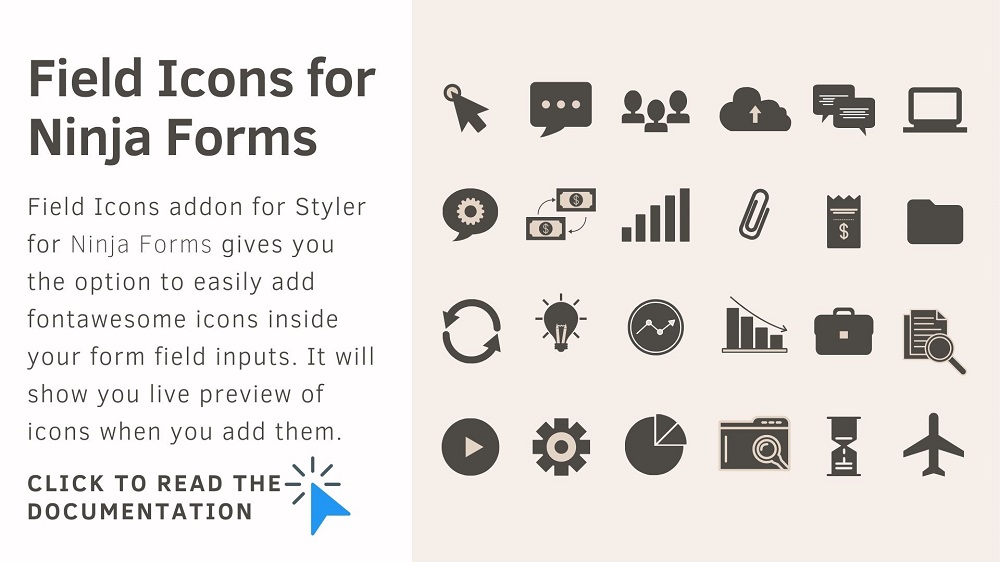 Field Icons for
Ninja Forms
Field Icons addon for Styler
for Ninja Forms gives you
the option to easily add
fontawesome icons inside
your form field inputs. It will
show you live preview of
icons when you add them.
CLICK TO READ THE
DOCUMENTATION
$
$
$